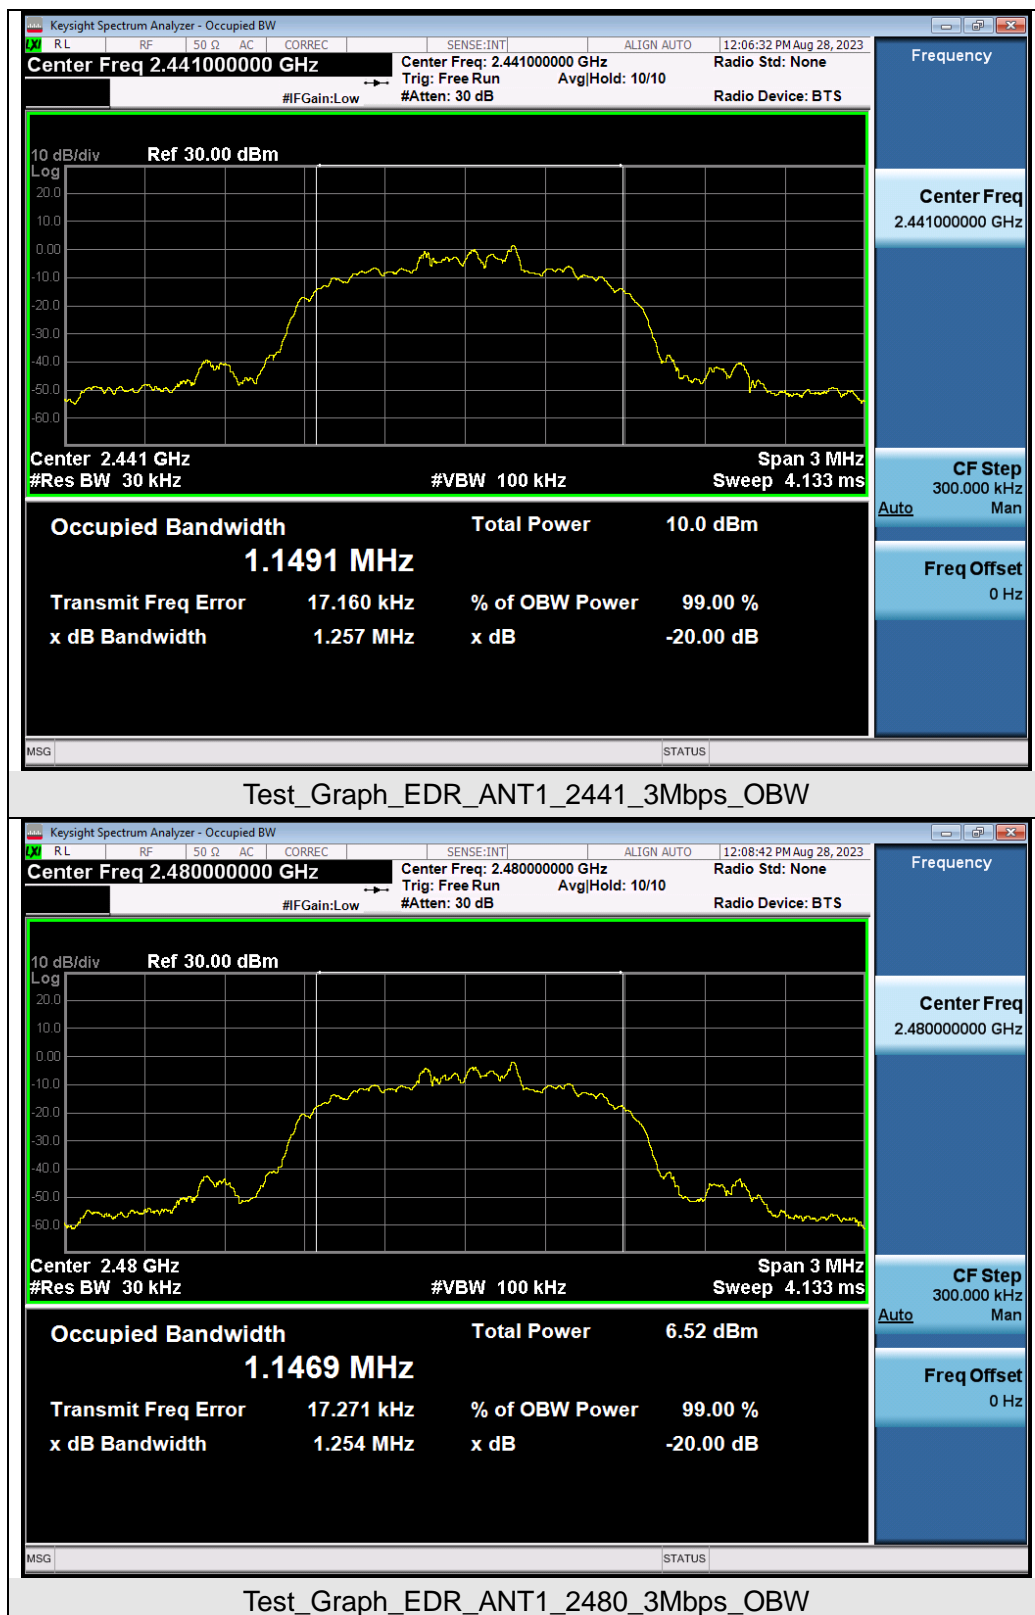 Keysight Spectrum Analyzer - Occupied BW
LXI RL RF 50 Ω AC CORREC SENSE:INT ALIGN AUTO 12:06:32 PM Aug 28, 2023
Center Freq 2.441000000 GHz
Center Freq: 2.441000000 GHz
Radio Std: None
Trig: Free Run Avg|Hold: 10/10
#IFGain:Low
#Atten: 30 dB
Radio Device: BTS
Frequency
10 dB/div
Ref 30.00 dBm
Log
20.0
10.0
0.00
-10.0
-20.0
-30.0
-40.0
-50.0
-60.0
Center 2.441 GHz
Span 3 MHz
#Res BW 30 kHz
#VBW 100 kHz
Sweep 4.133 ms
Center Freq
2.441000000 GHz
CF Step
300.000 kHz
Auto Man
Freq Offset
0 Hz
Occupied Bandwidth
Total Power 10.0 dBm
1.1491 MHz
Transmit Freq Error 17.160 kHz
% of OBW Power 99.00 %
x dB Bandwidth 1.257 MHz
x dB -20.00 dB
MSG
STATUS
Test_Graph_EDR_ANT1_2441_3Mbps_OBW
Keysight Spectrum Analyzer - Occupied BW
LXI RL RF 50 Ω AC CORREC SENSE:INT ALIGN AUTO 12:08:42 PM Aug 28, 2023
Center Freq 2.480000000 GHz
Center Freq: 2.480000000 GHz
Radio Std: None
Trig: Free Run Avg|Hold: 10/10
#IFGain:Low
#Atten: 30 dB
Radio Device: BTS
Frequency
10 dB/div
Ref 30.00 dBm
Log
20.0
10.0
0.00
-10.0
-20.0
-30.0
-40.0
-50.0
-60.0
Center 2.48 GHz
Span 3 MHz
#Res BW 30 kHz
#VBW 100 kHz
Sweep 4.133 ms
Center Freq
2.480000000 GHz
CF Step
300.000 kHz
Auto Man
Freq Offset
0 Hz
Occupied Bandwidth
Total Power 6.52 dBm
1.1469 MHz
Transmit Freq Error 17.271 kHz
% of OBW Power 99.00 %
x dB Bandwidth 1.254 MHz
x dB -20.00 dB
MSG
STATUS
Test_Graph_EDR_ANT1_2480_3Mbps_OBW